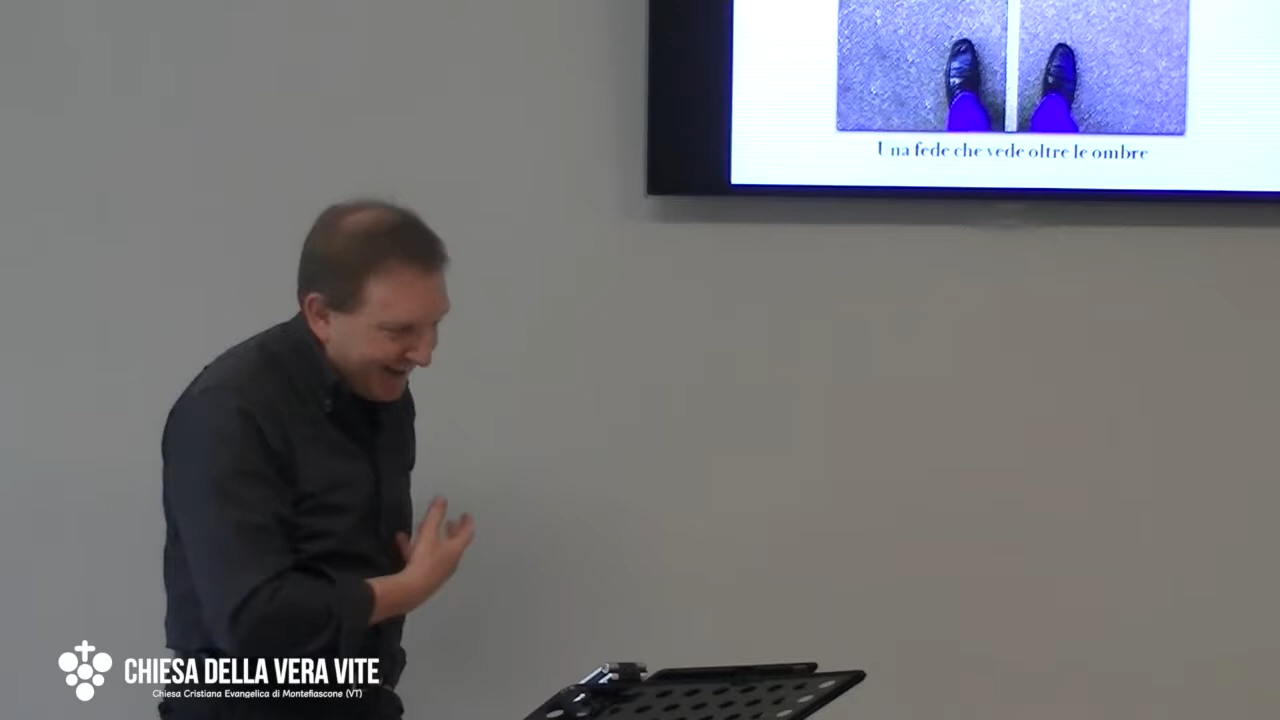 Una fede che vede oltre le ombre
CHIESA DELLA VERA VITE
Chiesa Cristiana Evangelica di Montefiascone (VT)